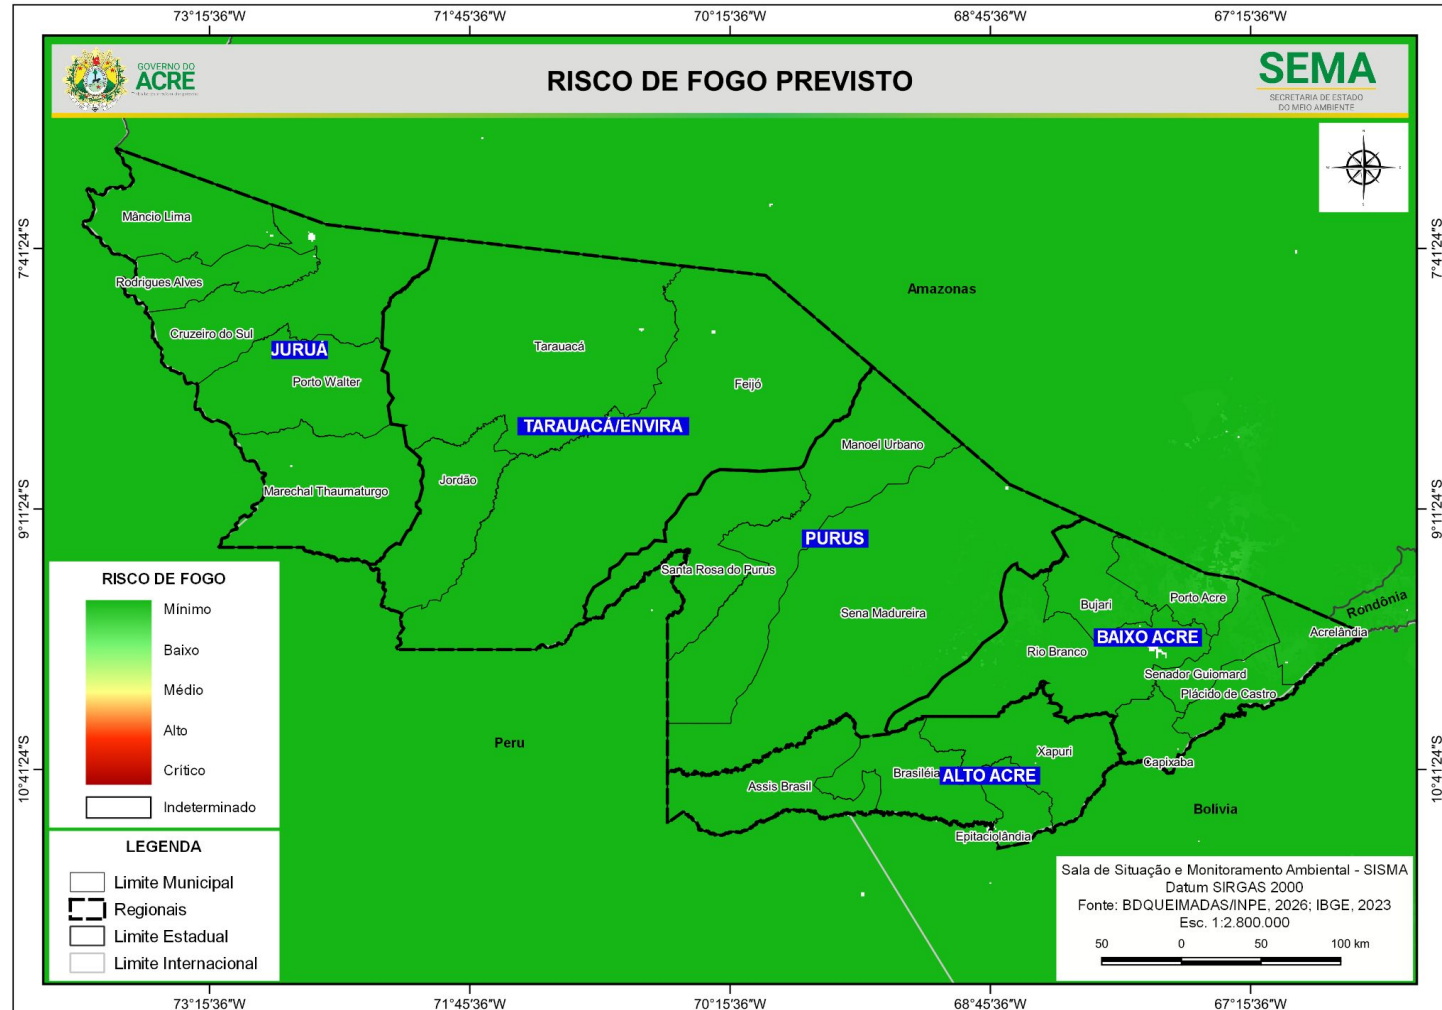 73°15'36"W
71°45'36"W
70°15'36"W
68°45'36"W
67°15'36"W
GOVERNO DO
ACRE
RISCO DE FOGO PREVISTO
SEMA
SECRETARIA DE ESTADO
DO MEIO AMBIENTE
7°41'24"S
7°41'24"S
9°11'24"S
9°11'24"S
10°41'24"S
10°41'24"S
Mâncio Lima
Rodrigues Alves
Cruzeiro do Sul
JURUÁ
Porto Walter
Marechal Thaumaturgo
Tarauacá
Feijó
TARAUACÁ/ENVIRA
Jordão
Amazonas
Manoel Urbano
PURUS
Santa Rosa do Purus
Sena Madureira
Bujari
Porto Acre
BAIXO ACRE
Rio Branco
Rondônia
Acrelândia
Senador Guiomard
Plácido de Castro
Capixaba
Xapuri
Brasiléia
ALTO ACRE
Assis Brasil
Epitaciolândia
Peru
Bolivia
RISCO DE FOGO
Mínimo
Baixo
Médio
Alto
Crítico
Indeterminado
LEGENDA
Limite Municipal
Regionais
Limite Estadual
Limite Internacional
Sala de Situação e Monitoramento Ambiental - SISMA
Datum SIRGAS 2000
Fonte: BDQUEIMADAS/INPE, 2026; IBGE, 2023
Esc. 1:2.800.000
50 0 50 100 km
73°15'36"W
71°45'36"W
70°15'36"W
68°45'36"W
67°15'36"W